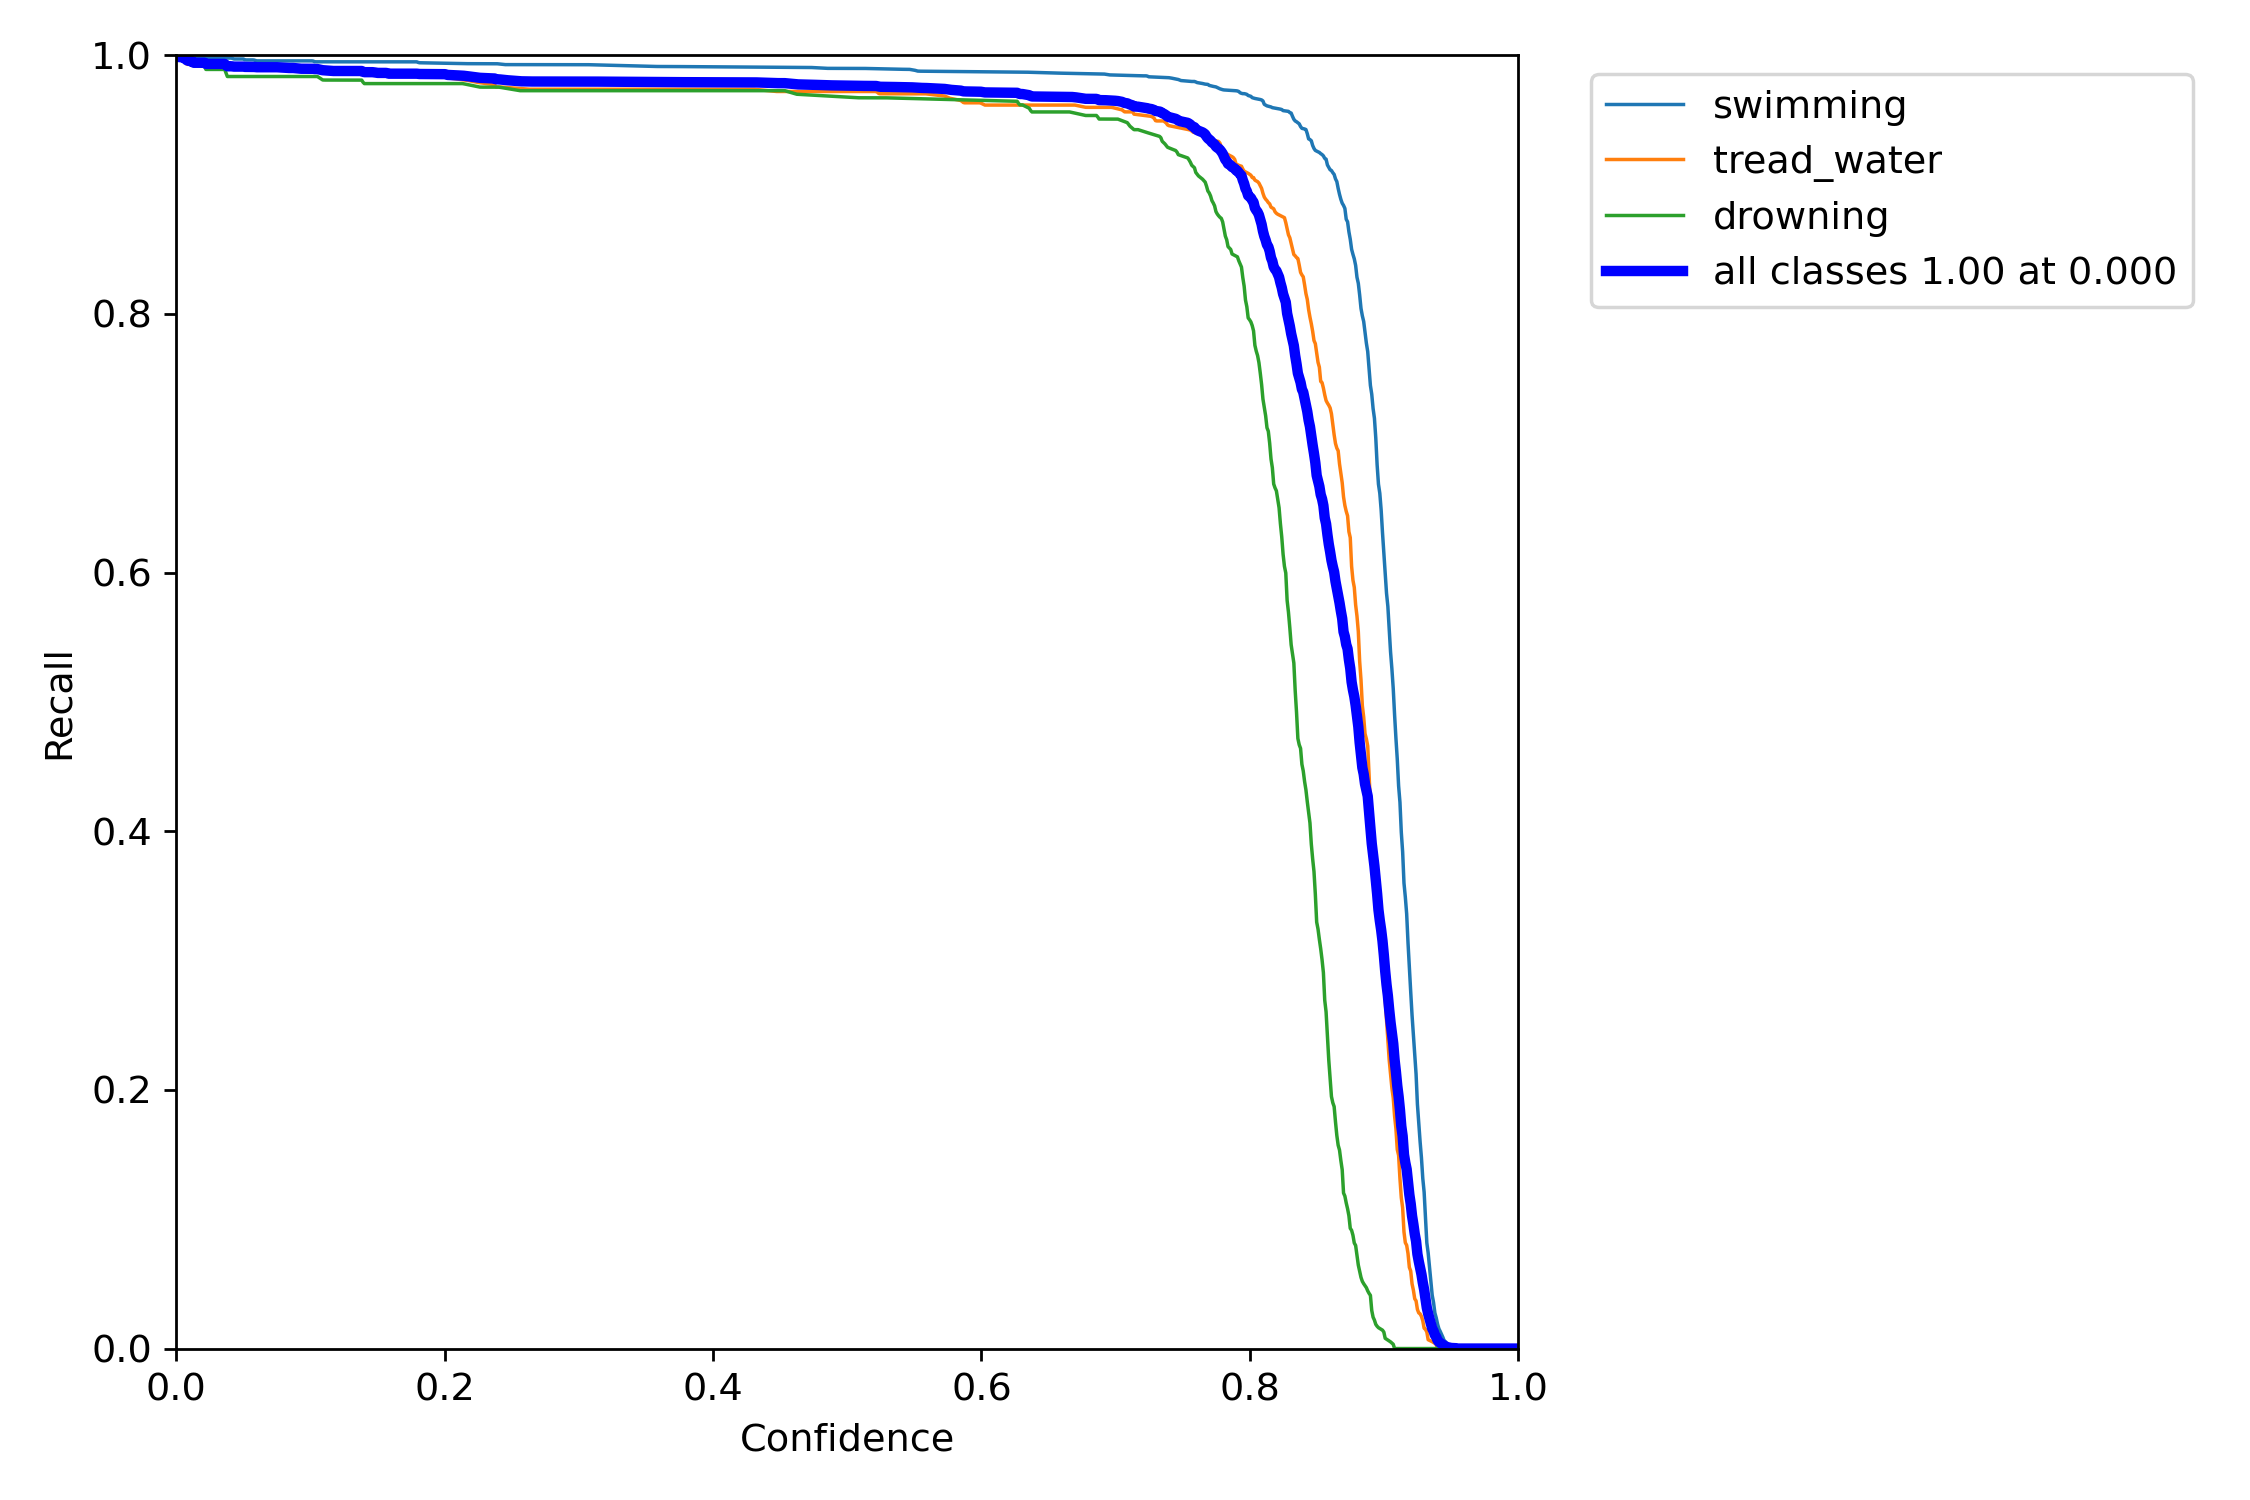 1.0
0.8
0.6
0.4
0.2
0.0
Recall
0.0 0.2 0.4 0.6 0.8 1.0
Confidence
swimming
tread_water
drowning
all classes 1.00 at 0.000